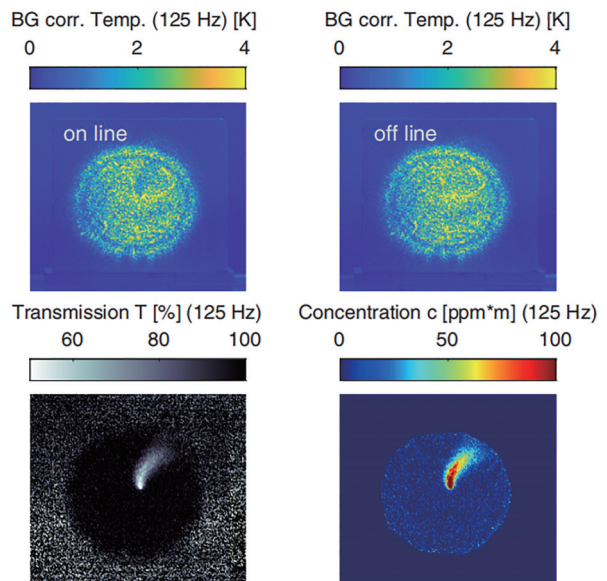 BG corr. Temp. (125 Hz) [K]
0 2 4
on line
BG corr. Temp. (125 Hz) [K]
0 2 4
off line
Transmission T [%] (125 Hz)
60 80 100
Concentration c [ppm*m] (125 Hz)
0 50 100